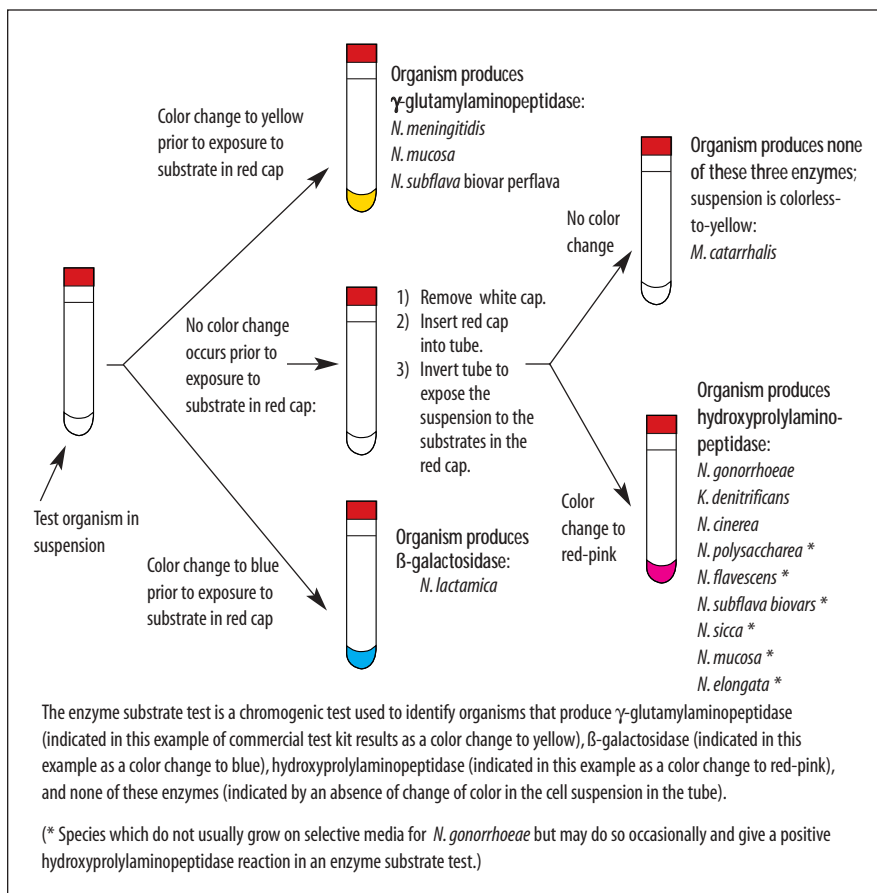 Color change to yellow
prior to exposure to
substrate in red cap
Organism produces
γ-glutamylaminopeptidase:
N. meningitidis
N. mucosa
N. subflava biovar perflava
No color
change
Organism produces none
of these three enzymes;
suspension is colorless-
to-yellow:
M. catarrhalis
No color change
occurs prior to
exposure to
substrate in red cap:
1) Remove white cap.
2) Insert red cap
into tube.
3) Invert tube to
expose the
suspension to the
substrates in the
red cap.
Test organism in
suspension
Color change to blue
prior to exposure to
substrate in red cap
Organism produces
ß-galactosidase:
N. lactamica
Color
change to
red-pink
Organism produces
hydroxyprolylamino-
peptidase:
N. gonorrhoeae
K. denitrificans
N. cinerea
N. polysaccharea *
N. flavescens *
N. subflava biovars *
N. sicca *
N. mucosa *
N. elongata *
The enzyme substrate test is a chromogenic test used to identify organisms that produce γ-glutamylaminopeptidase
(indicated in this example of commercial test kit results as a color change to yellow), ß-galactosidase (indicated in this
example as a color change to blue), hydroxyprolylaminopeptidase (indicated in this example as a color change to red-pink),
and none of these enzymes (indicated by an absence of change of color in the cell suspension in the tube).
(* Species which do not usually grow on selective media for N. gonorrhoeae but may do so occasionally and give a positive
hydroxyprolylaminopeptidase reaction in an enzyme substrate test.)